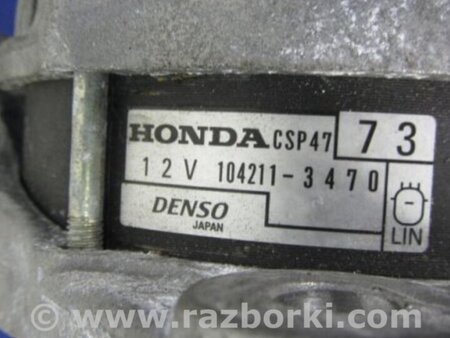 HONDA CSP47 73
12V 104211-3470
DENSO
JAPAN
LIN
www.razborki.com